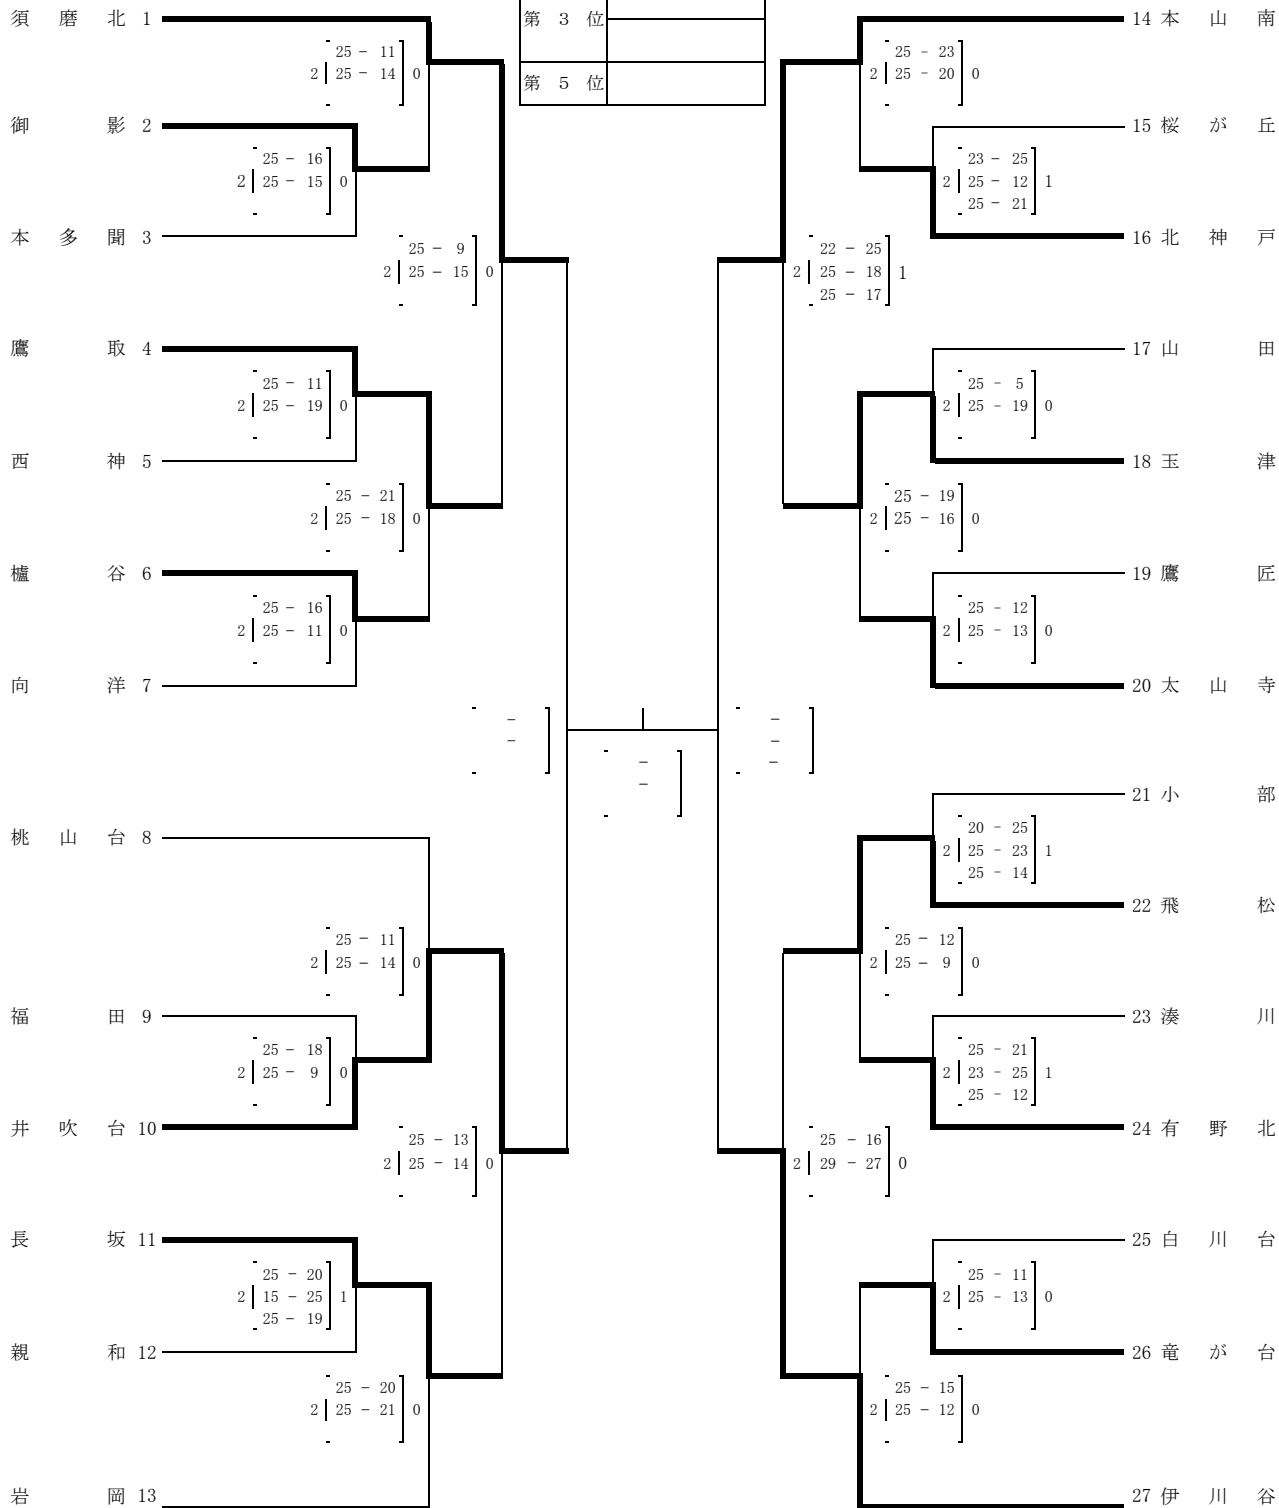 須磨北 1
25 − 11
2 25 − 14 0
御影 2
25 − 16
2 25 − 15 0
本多聞 3
25 − 9
2 25 − 15 0
鷹取 4
25 − 11
2 25 − 19 0
西神 5
25 − 21
2 25 − 18 0
櫨谷 6
25 − 16
2 25 − 11 0
向洋 7
桃山台 8
25 − 11
2 25 − 14 0
福田 9
25 − 18
2 25 − 9 0
井吹台 10
25 − 13
2 25 − 14 0
長坂 11
25 − 20
2 15 − 25 1
25 − 19
親和 12
25 − 20
2 25 − 21 0
岩岡 13
第 3 位
第 5 位
−
−
−
−
−
−
−
14 本山南
25 − 23
2 25 − 20 0
15 桜が丘
23 − 25
2 25 − 12 1
25 − 21
16 北神戸
22 − 25
2 25 − 18 1
25 − 17
17 山田
25 − 5
2 25 − 19 0
18 玉津
25 − 19
2 25 − 16 0
19 鷹匠
25 − 12
2 25 − 13 0
20 太山寺
21 小部
20 − 25
2 25 − 23 1
25 − 14
22 飛松
25 − 12
2 25 − 9 0
23 湊川
25 − 21
2 23 − 25 1
25 − 12
24 有野北
25 − 16
2 29 − 27 0
25 白川台
25 − 11
2 25 − 13 0
26 竜が台
25 − 15
2 25 − 12 0
27 伊川谷